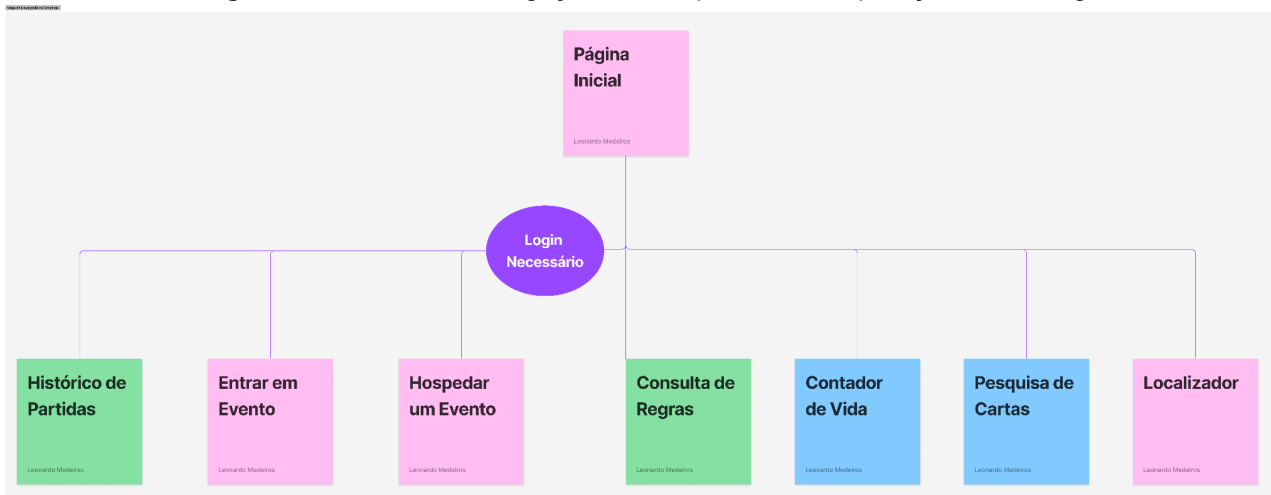 Página
Inicial
Leonardo Medeiros
Login
Necessário
Histórico de
Partidas
Leonardo Medeiros
Entrar em
Evento
Leonardo Medeiros
Hospedar
um Evento
Leonardo Medeiros
Consulta de
Regras
Leonardo Medeiros
Contador
de Vida
Leonardo Medeiros
Pesquisa de
Cartas
Leonardo Medeiros
Localizador
Leonardo Medeiros